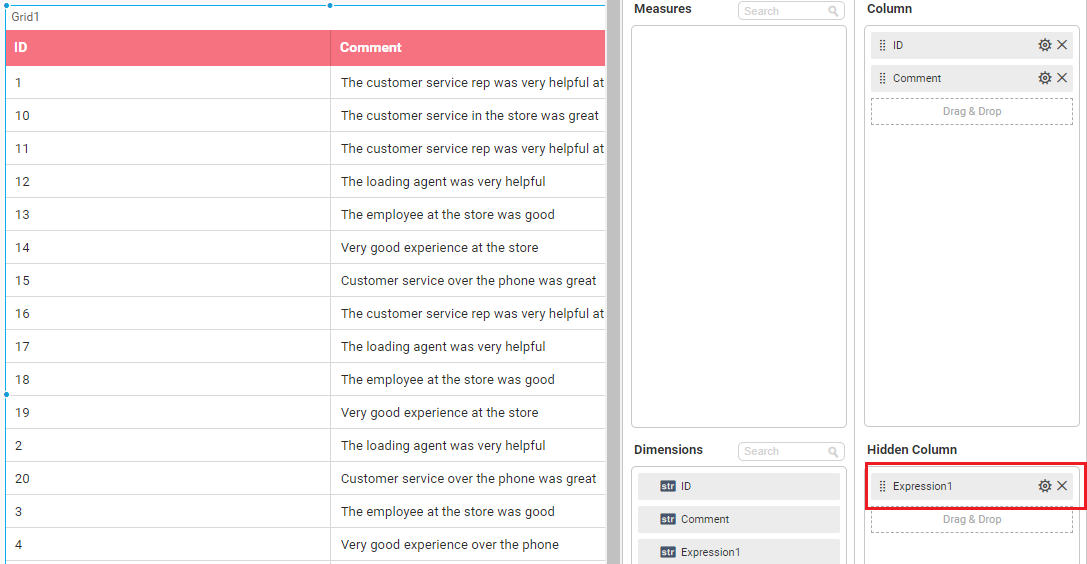 Grid1
ID Comment
1 The customer service rep was very helpful at
10 The customer service in the store was great
11 The customer service rep was very helpful at
12 The loading agent was very helpful
13 The employee at the store was good
14 Very good experience at the store
15 Customer service over the phone was great
16 The customer service rep was very helpful at
17 The loading agent was very helpful
18 The employee at the store was good
19 Very good experience at the store
2 The loading agent was very helpful
20 Customer service over the phone was great
3 The employee at the store was good
4 Very good experience over the phone
Measures
Search
Dimensions
Search
str ID
str Comment
str Expression1
Column
ID
Comment
Drag & Drop
Hidden Column
Expression1
Drag & Drop